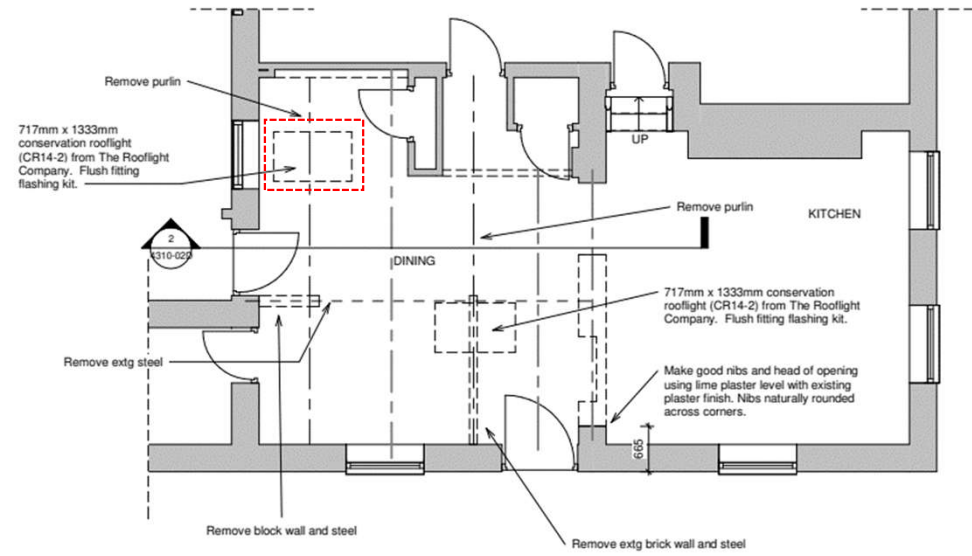 Remove purlin
717mm x 1333mm
conservation rooflight
(CR14-2) from The Rooflight
Company. Flush fitting
flashing kit.
UP
Remove purlin
KITCHEN
2
4310-02D
DINING
717mm x 1333mm conservation
rooflight (CR14-2) from The Rooflight
Company. Flush fitting flashing kit.
Remove extg steel
Make good nibs and head of opening
using lime plaster level with existing
plaster finish. Nibs naturally rounded
across corners.
665
Remove block wall and steel
Remove extg brick wall and steel